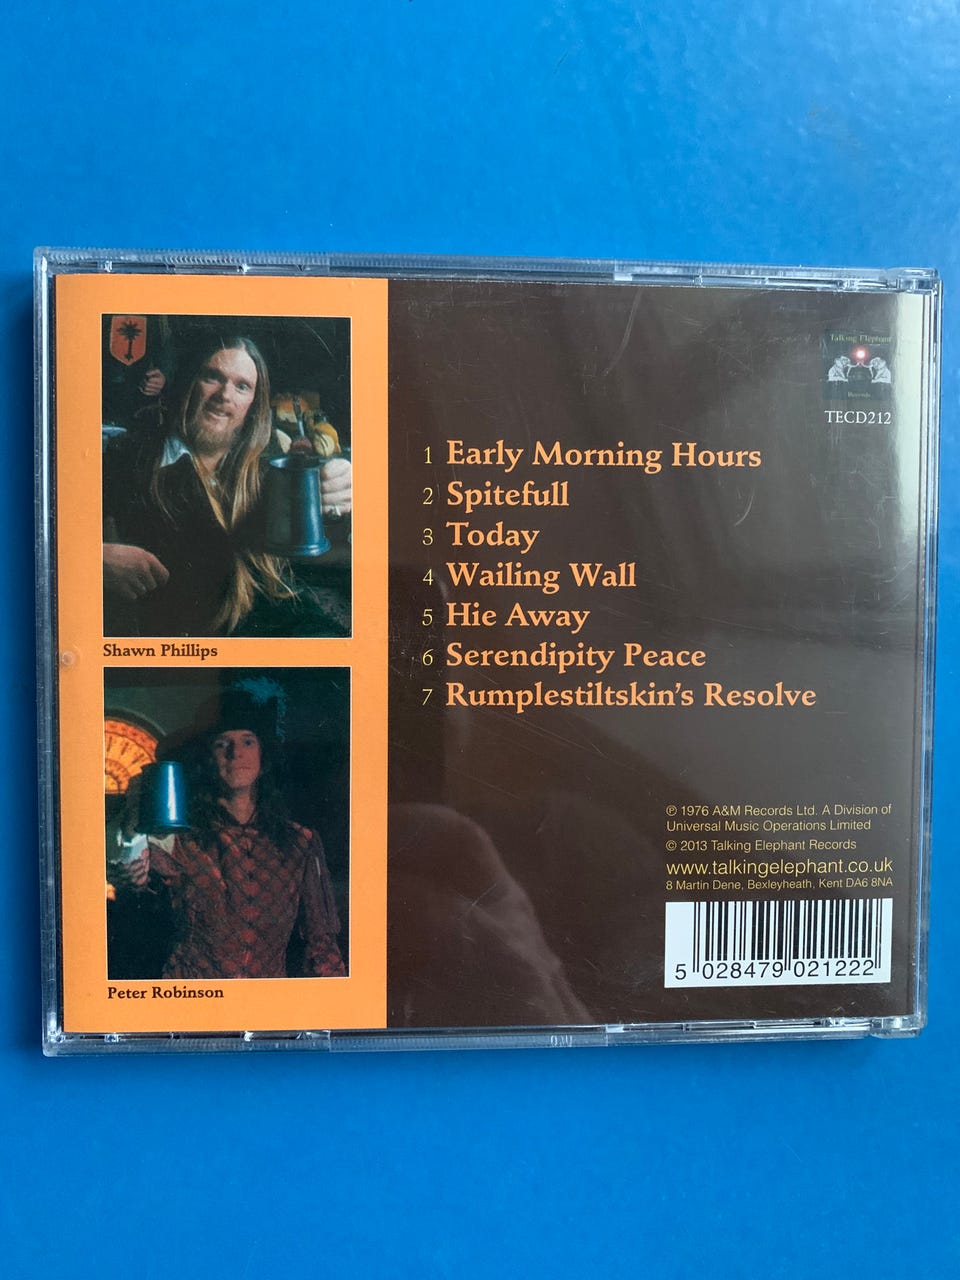 Shawn Phillips
Peter Robinson
Talking Elephant
Records
TECD212
1 Early Morning Hours
2 Spitefull
3 Today
4 Wailing Wall
5 Hie Away
6 Serendipity Peace
7 Rumplestiltskin's Resolve
℗ 1976 A&M Records Ltd. A Division of
Universal Music Operations Limited
© 2013 Talking Elephant Records
www.talkingelephant.co.uk
8 Martin Dene, Bexleyheath, Kent DA6 8NA
5 028479 021222